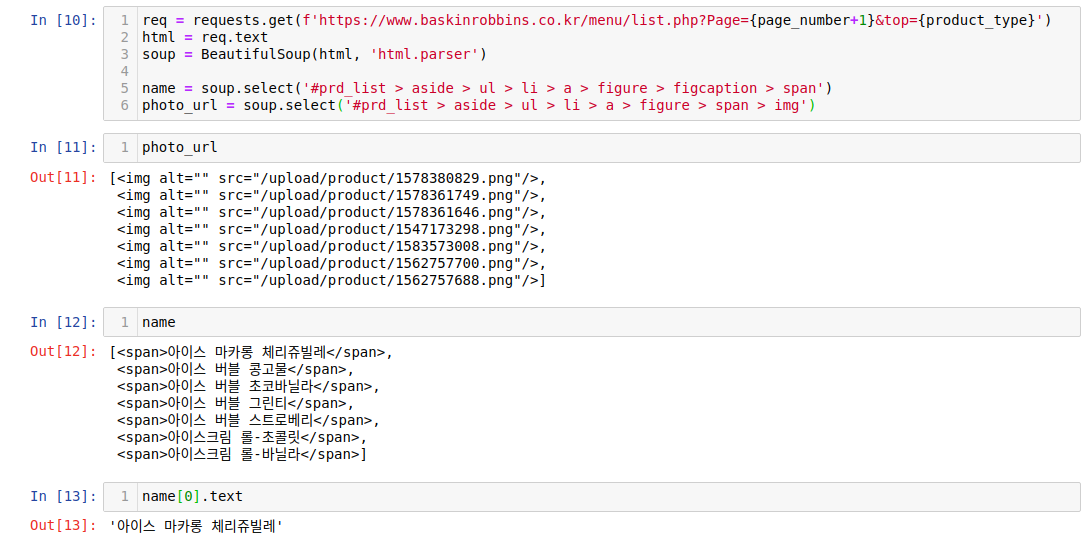 In [10]: 1 req = requests.get(f'https://www.baskinrobbins.co.kr/menu/list.php?Page={page_number+1}&top={product_type}')
2 html = req.text
3 soup = BeautifulSoup(html, 'html.parser')
4
5 name = soup.select('#prd_list > aside > ul > li > a > figure > figcaption > span')
6 photo_url = soup.select('#prd_list > aside > ul > li > a > figure > span > img')
In [11]: 1 photo_url
Out[11]: [<img alt="" src="/upload/product/1578380829.png"/>,
<img alt="" src="/upload/product/1578361749.png"/>,
<img alt="" src="/upload/product/1578361646.png"/>,
<img alt="" src="/upload/product/1547173298.png"/>,
<img alt="" src="/upload/product/1583573008.png"/>,
<img alt="" src="/upload/product/1562757700.png"/>,
<img alt="" src="/upload/product/1562757688.png"/>]
In [12]: 1 name
Out[12]: [<span>아이스 마카롱 체리쥬빌레</span>,
<span>아이스 버블 콩고물</span>,
<span>아이스 버블 초코바닐라</span>,
<span>아이스 버블 그린티</span>,
<span>아이스 버블 스트로베리</span>,
<span>아이스크림 롤-초콜릿</span>,
<span>아이스크림 롤-바닐라</span>]
In [13]: 1 name[0].text
Out[13]: '아이스 마카롱 체리쥬빌레'